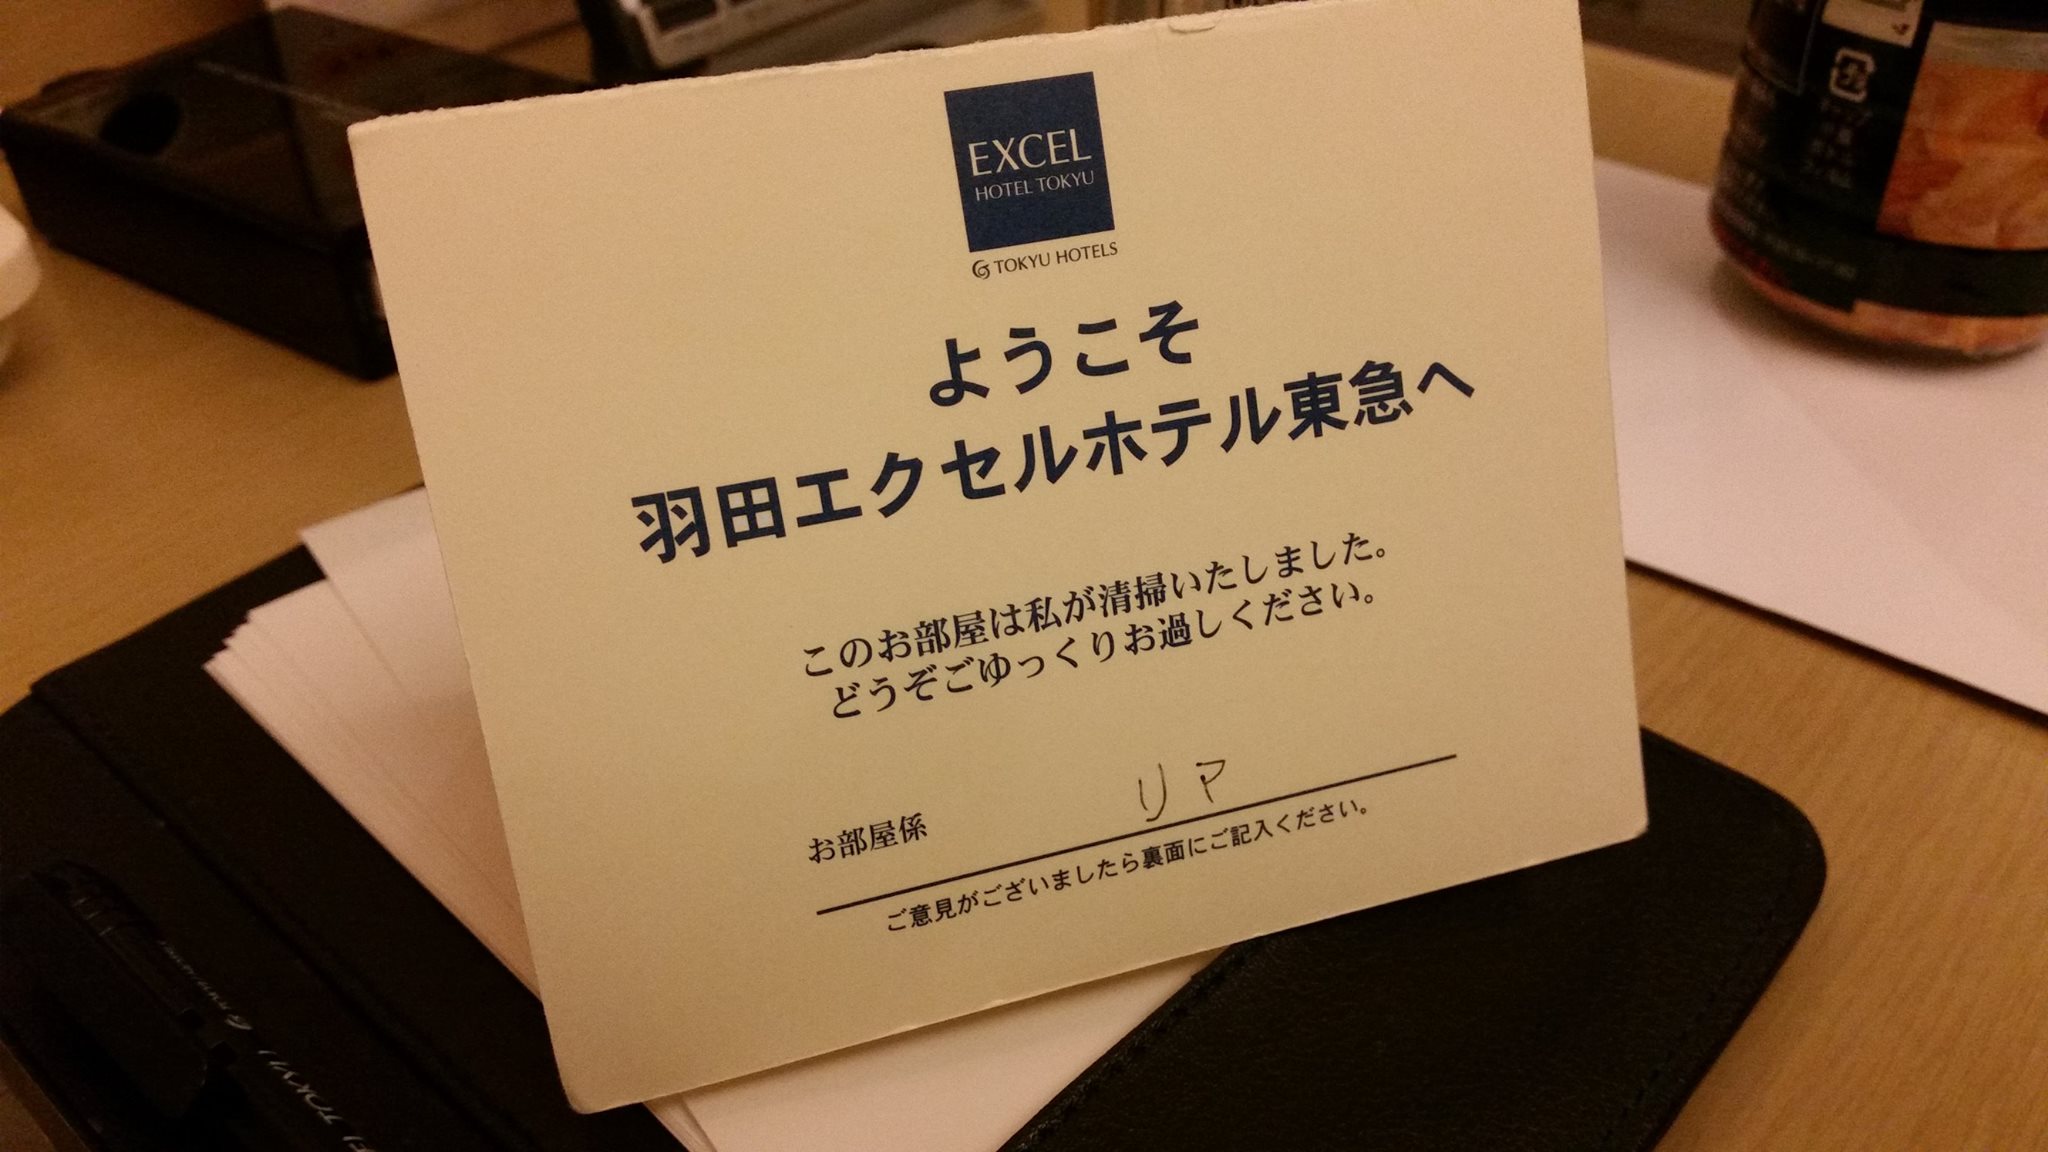 EXCEL
HOTEL TOKYU
TOKYU HOTELS
ようこそ
羽田エクセルホテル東急へ
このお部屋は私が清掃いたしました。
どうぞごゆっくりお過しください。
お部屋係 リマ
ご意見がございましたら裏面にご記入ください。